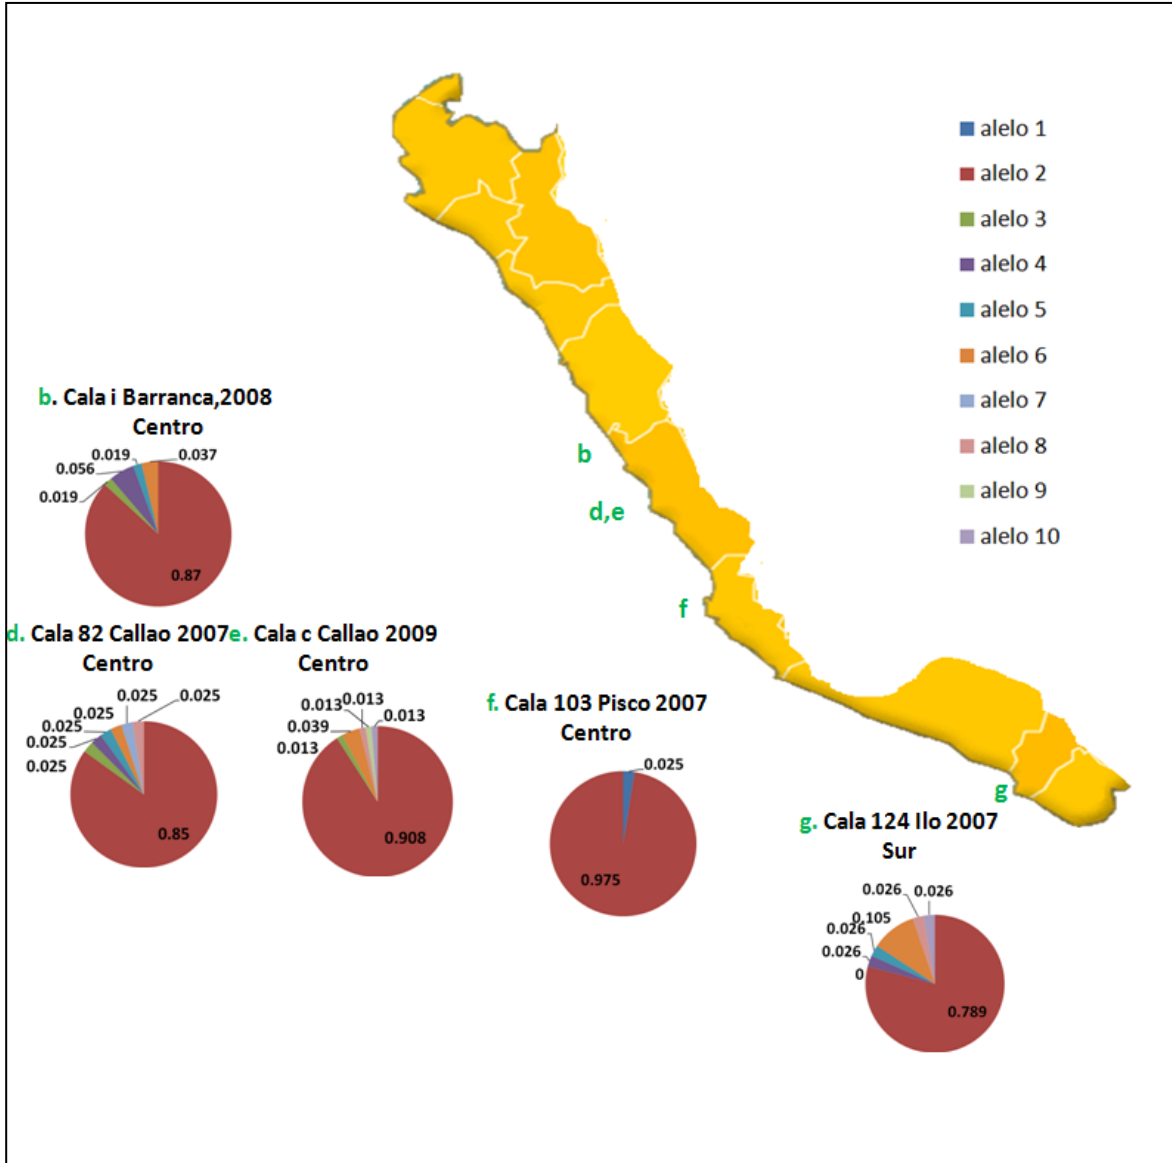 alelo 1
alelo 2
alelo 3
alelo 4
alelo 5
alelo 6
alelo 7
alelo 8
alelo 9
alelo 10
b
d,e
f
g
b. Cala i Barranca,2008
Centro
0.019
0.037
0.056
0.019
0.87
d. Cala 82 Callao 2007
Centro
0.025
0.025
0.025
0.025
0.025
0.025
0.85
e. Cala c Callao 2009
Centro
0.013
0.013
0.013
0.039
0.013
0.908
f. Cala 103 Pisco 2007
Centro
0.025
0.975
g. Cala 124 Ilo 2007
Sur
0.026
0.026
0.105
0.026
0.026
0
0.789